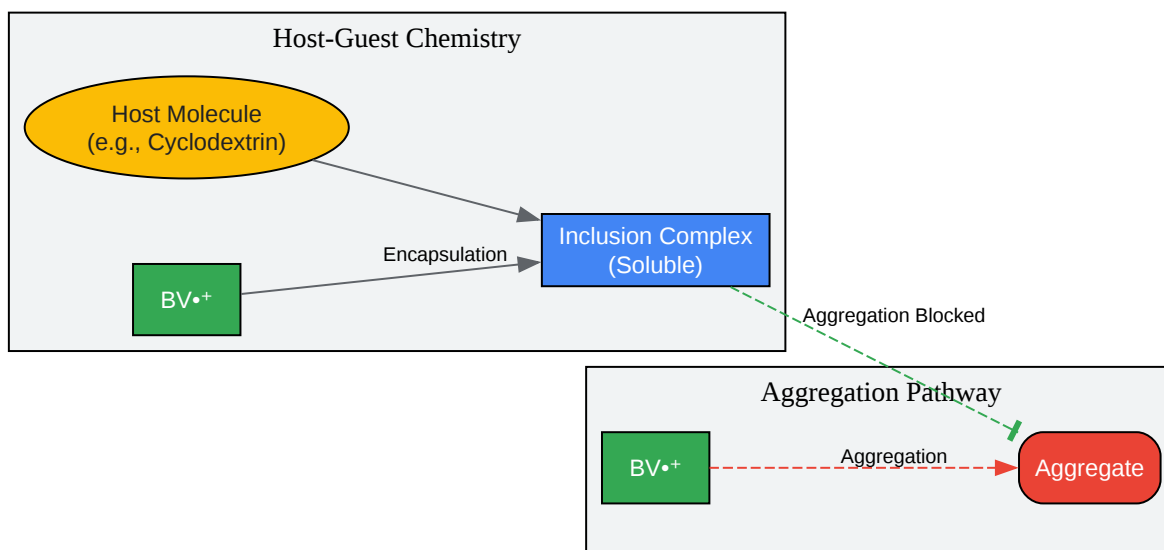 Host-Guest Chemistry
Host Molecule
(e.g., Cyclodextrin)
Encapsulation
Inclusion Complex
(Soluble)
BV•⁺
Aggregation Blocked
Aggregation Pathway
BV•⁺
Aggregation
Aggregate